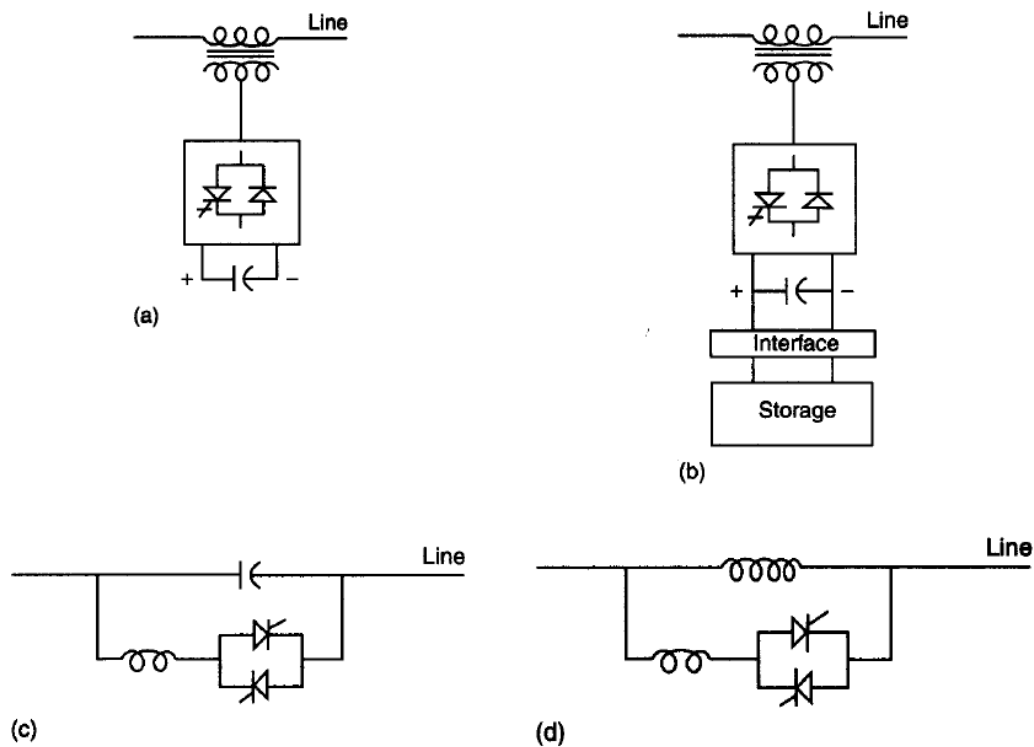 Line
+ −
(a)
Line
+ −
Interface
Storage
(b)
Line
(c)
Line
(d)